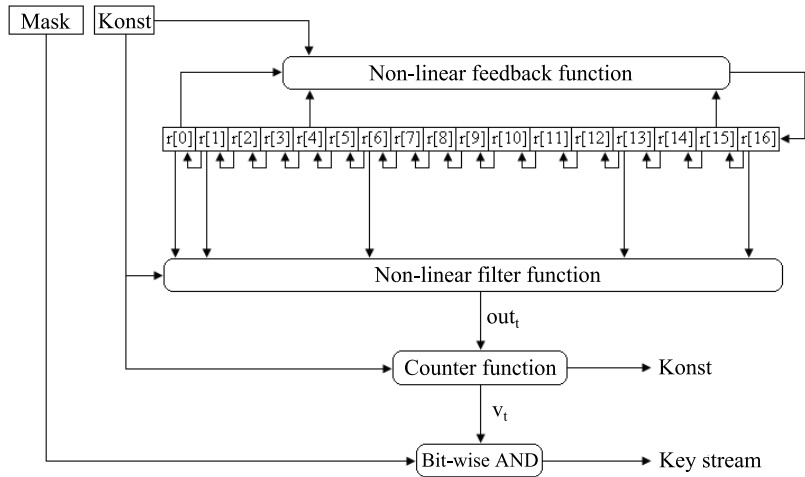 Mask
Konst
Non-linear feedback function
r[0] r[1] r[2] r[3] r[4] r[5] r[6] r[7] r[8] r[9] r[10] r[11] r[12] r[13] r[14] r[15] r[16]
Non-linear filter function
out_t
Counter function
Konst
v_t
Bit-wise AND
Key stream